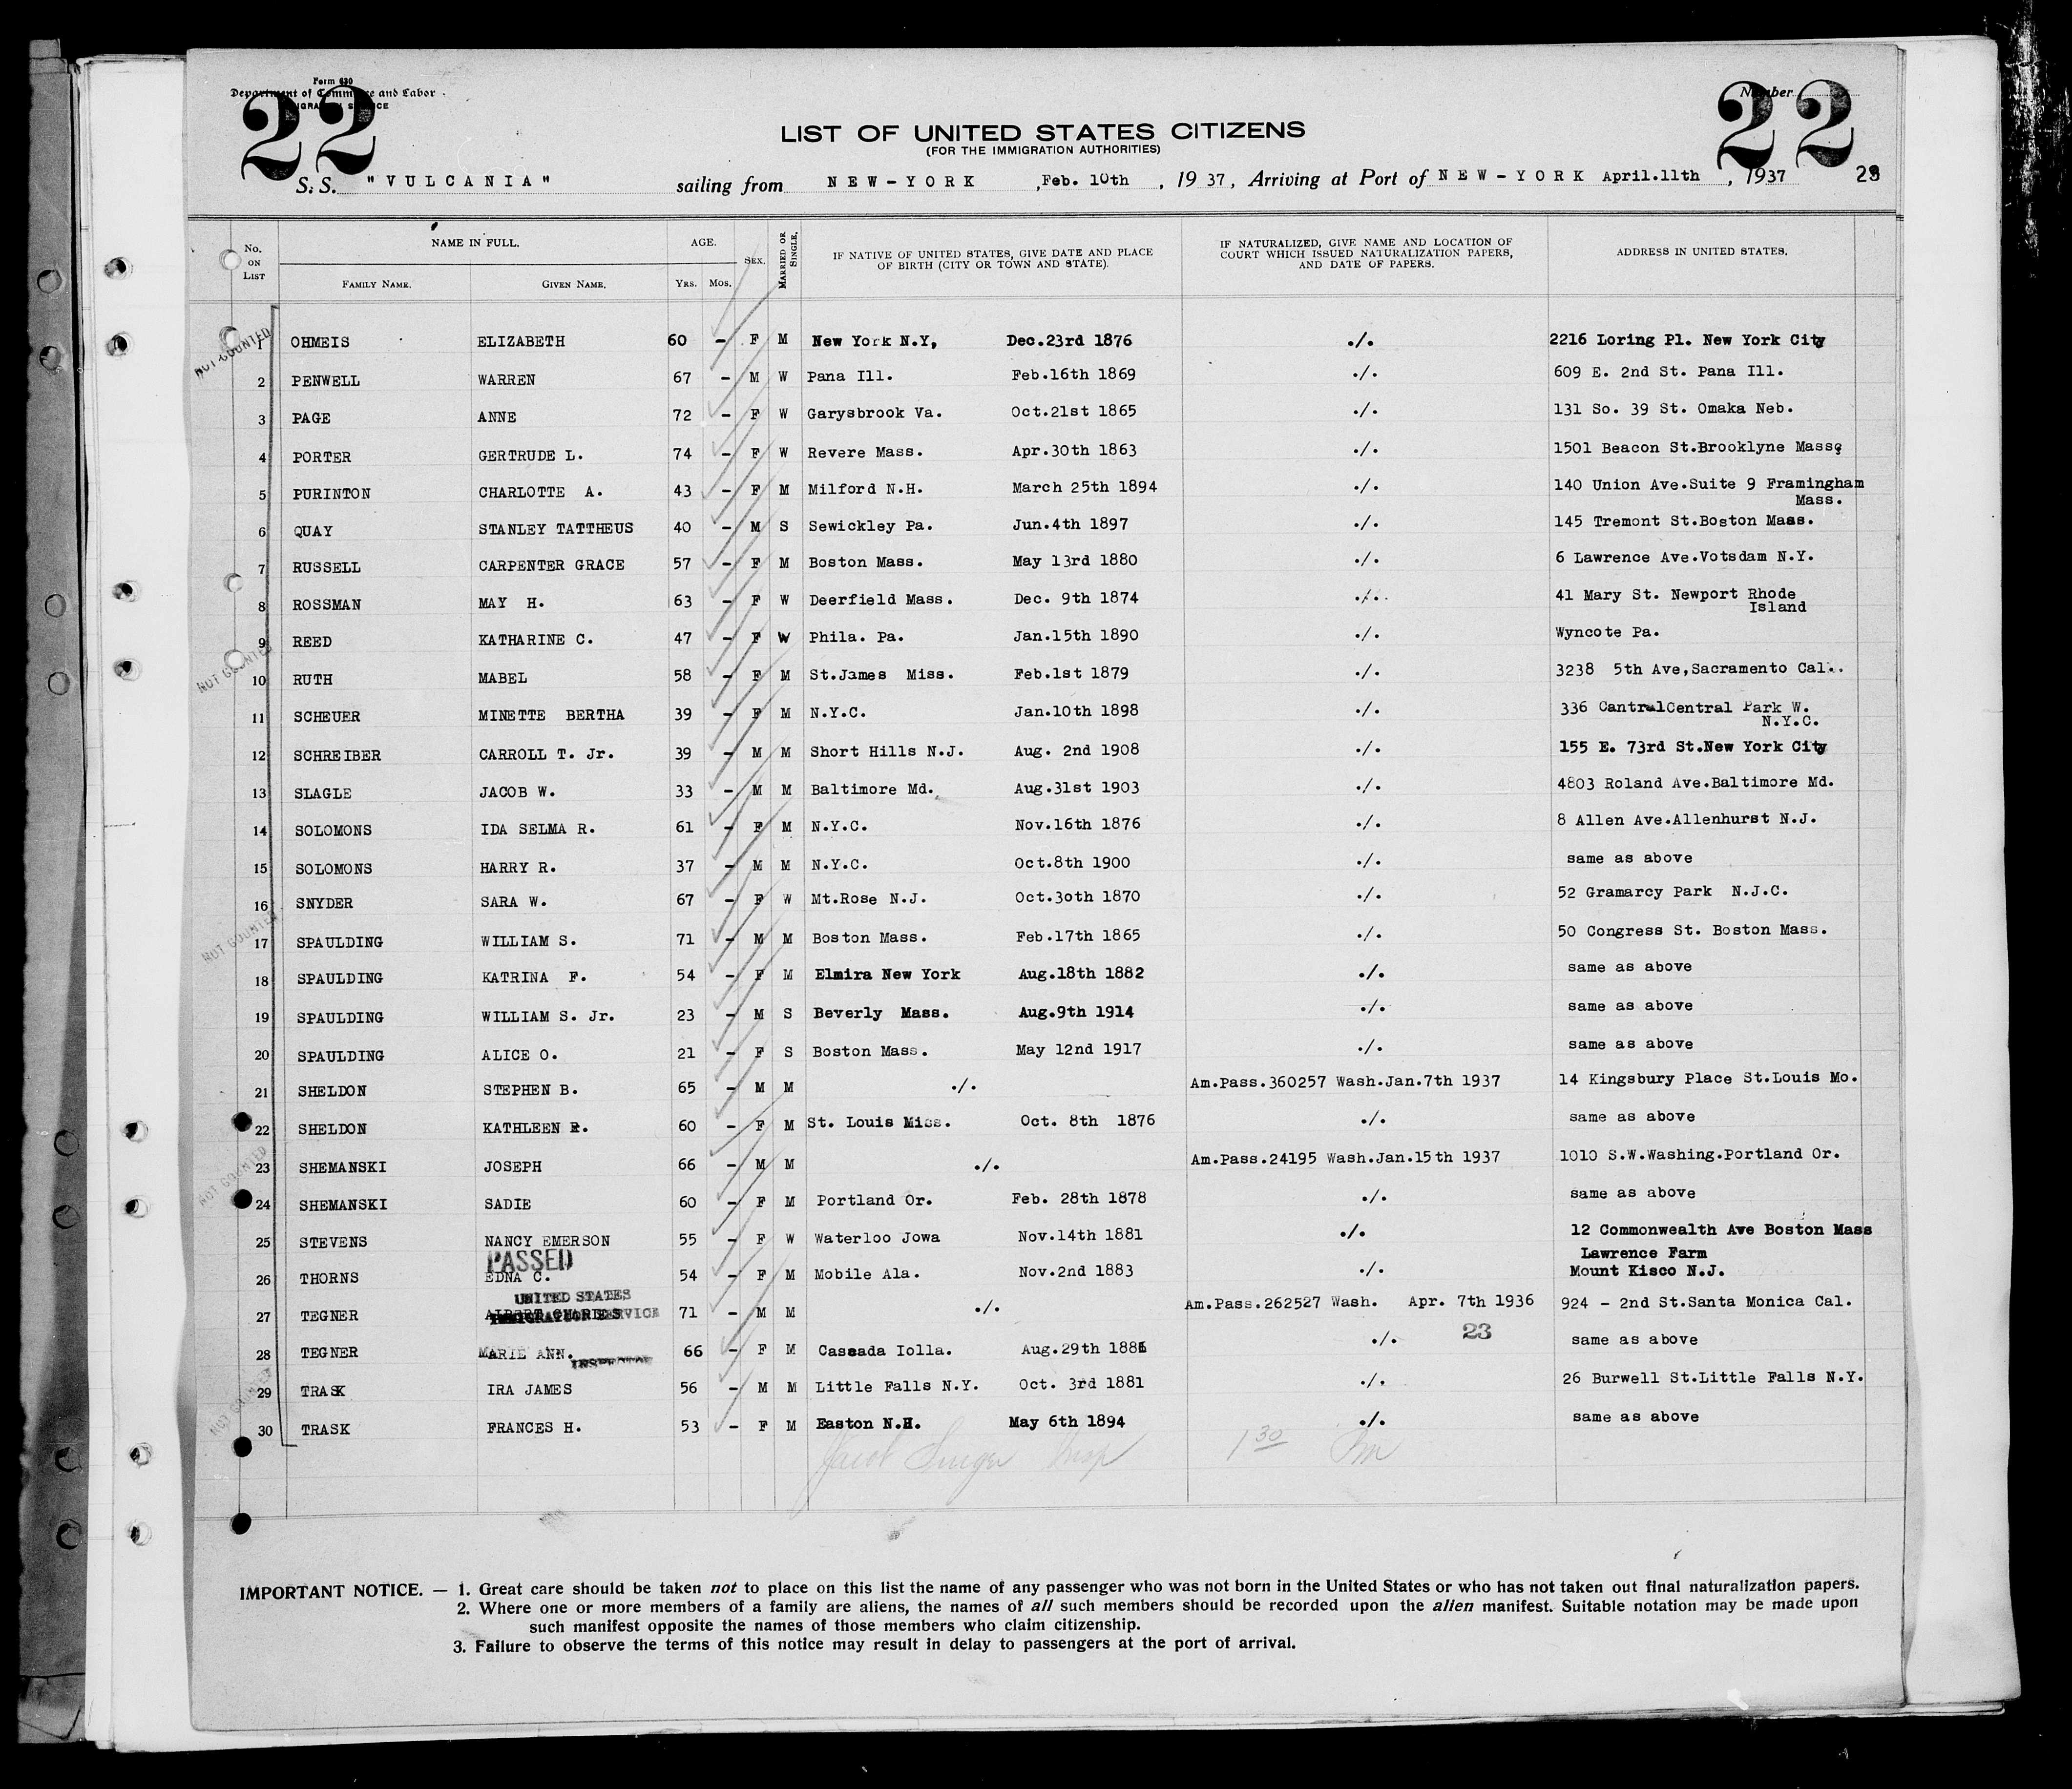 Form 630
Department of Commerce and Labor
IMMIGRATION SERVICE
22
Number
22
LIST OF UNITED STATES CITIZENS
(FOR THE IMMIGRATION AUTHORITIES)
S. S. "VULCANIA" sailing from NEW-YORK, Feb. 10th, 1937, Arriving at Port of NEW-YORK April.11th, 1937
No. ON LIST NAME IN FULL. AGE. SEX. MARRIED OR SINGLE. IF NATIVE OF UNITED STATES, GIVE DATE AND PLACE OF BIRTH (CITY OR TOWN AND STATE). IF NATURALIZED, GIVE NAME AND LOCATION OF COURT WHICH ISSUED NATURALIZATION PAPERS, AND DATE OF PAPERS. ADDRESS IN UNITED STATES.
FAMILY NAME. GIVEN NAME. YRS. MOS.
NOT COUNTED
1 OHMEIS ELIZABETH 60 - F M New York N.Y, Dec.23rd 1876 ./. 2216 Loring Pl. New York City
2 PENWELL WARREN 67 - M W Pana Ill. Feb.16th 1869 ./. 609 E. 2nd St. Pana Ill.
3 PAGE ANNE 72 - F W Garysbrook Va. Oct.21st 1865 ./. 131 So. 39 St. Omaka Neb.
4 PORTER GERTRUDE L. 74 - F W Revere Mass. Apr.30th 1863 ./. 1501 Beacon St.Brooklyne Mass
5 PURINTON CHARLOTTE A. 43 - F M Milford N.H. March 25th 1894 ./. 140 Union Ave.Suite 9 Framingham
Mass.
6 QUAY STANLEY TATTHEUS 40 - M S Sewickley Pa. Jun.4th 1897 ./. 145 Tremont St.Boston Mass.
7 RUSSELL CARPENTER GRACE 57 - F M Boston Mass. May 13rd 1880 ./. 6 Lawrence Ave.Votsdam N.Y.
8 ROSSMAN MAY H. 63 - F W Deerfield Mass. Dec. 9th 1874 ./. 41 Mary St. Newport Rhode
Island
9 REED KATHARINE C. 47 - F W Phila. Pa. Jan.15th 1890 ./. Wyncote Pa.
NOT COUNTED
10 RUTH MABEL 58 - F M St.James Miss. Feb.1st 1879 ./. 3238 5th Ave,Sacramento Cal..
11 SCHEUER MINETTE BERTHA 39 - F M N.Y.C. Jan.10th 1898 ./. 336 CantralCentral Park W.
N.Y.C.
12 SCHREIBER CARROLL T. Jr. 39 - M M Short Hills N.J. Aug. 2nd 1908 ./. 155 E. 73rd St.New York City
13 SLAGLE JACOB W. 33 - M M Baltimore Md. Aug.31st 1903 ./. 4803 Roland Ave.Baltimore Md.
14 SOLOMONS IDA SELMA R. 61 - F M N.Y.C. Nov.16th 1876 ./. 8 Allen Ave.Allenhurst N.J.
15 SOLOMONS HARRY R. 37 - M M N.Y.C. Oct.8th 1900 ./. same as above
16 SNYDER SARA W. 67 - F W Mt.Rose N.J. Oct.30th 1870 ./. 52 Gramarcy Park N.J.C.
NOT COUNTED
17 SPAULDING WILLIAM S. 71 - M M Boston Mass. Feb.17th 1865 ./. 50 Congress St. Boston Mass.
18 SPAULDING KATRINA F. 54 - F M Elmira New York Aug.18th 1882 ./. same as above
19 SPAULDING WILLIAM S. Jr. 23 - M S Beverly Mass. Aug.9th 1914 ./. same as above
20 SPAULDING ALICE O. 21 - F S Boston Mass. May 12nd 1917 ./. same as above
21 SHELDON STEPHEN B. 65 - M M ./. Am.Pass.360257 Wash.Jan.7th 1937 14 Kingsbury Place St.Louis Mo.
22 SHELDON KATHLEEN R. 60 - F M St. Louis Miss. Oct. 8th 1876 ./. same as above
23 SHEMANSKI JOSEPH 66 - M M ./. Am.Pass.24195 Wash.Jan.15th 1937 1010 S.W.Washing.Portland Or.
NOT COUNTED
24 SHEMANSKI SADIE 60 - F M Portland Or. Feb. 28th 1878 ./. same as above
25 STEVENS NANCY EMERSON 55 - F W Waterloo Jowa Nov.14th 1881 ./. 12 Commonwealth Ave Boston Mass
PASSED
Lawrence Farm
26 THORNS EDNA C. 54 - F M Mobile Ala. Nov.2nd 1883 ./. Mount Kisco N.J.
UNITED STATES
27 TEGNER ALBERT CHARLES 71 - M M ./. Am.Pass.262527 Wash. Apr. 7th 1936 924 - 2nd St.Santa Monica Cal.
IMMIGRATION SERVICE
23
28 TEGNER MARIE ANN. 66 - F M Cassada Iolla. Aug.29th 1881 ./. same as above
INSPECTOR
29 TRASK IRA JAMES 56 - M M Little Falls N.Y. Oct. 3rd 1881 ./. 26 Burwell St.Little Falls N.Y.
NOT COUNTED
30 TRASK FRANCES H. 53 - F M Easton N.H. May 6th 1894 ./. same as above
Jacob Insp 1 30
IMPORTANT NOTICE. — 1. Great care should be taken not to place on this list the name of any passenger who was not born in the United States or who has not taken out final naturalization papers.
2. Where one or more members of a family are aliens, the names of all such members should be recorded upon the alien manifest. Suitable notation may be made upon
such manifest opposite the names of those members who claim citizenship.
3. Failure to observe the terms of this notice may result in delay to passengers at the port of arrival.